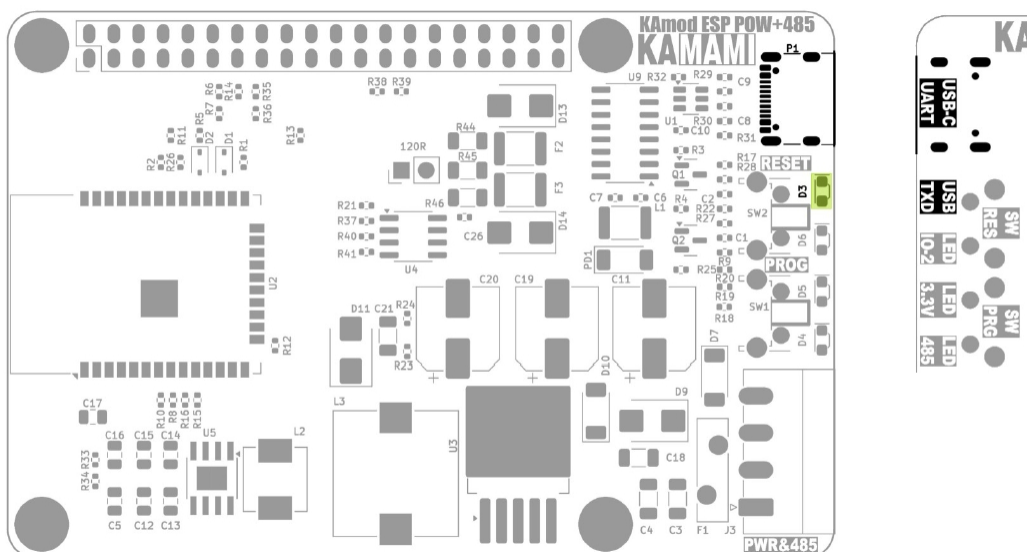 KAmod ESP POW+485
KAMAMI
P1
KA
R38
R39
U9
R32
R29
C9
R6
R14
R35
R7
R36
D13
R5
R11
D2
D1
R13
R44
F2
U1
R30
C8
C10
R31
USB-C
UART
R2
R26
R1
R45
120R
R3
R17
R28
RESET
Q1
F3
D3
R21
R46
C7
C6
L1
R4
C2
R22
R27
SW2
USB
TXD
SW
RES
R37
R40
R41
U4
C26
D14
Q2
C1
D6
LED
IO-2
PD1
R9
R25
R20
PROG
U2
C20
C19
C11
R19
R18
SW1
D5
LED
3.3V
SW
PRG
D11
C21
R24
R23
R12
D7
D4
LED
485
D10
C17
R10
R8
R16
R15
L3
D9
C16
C15
C14
U5
L2
U3
R33
R34
C18
C5
C12
C13
C4
C3
F1
J3
PWR&485